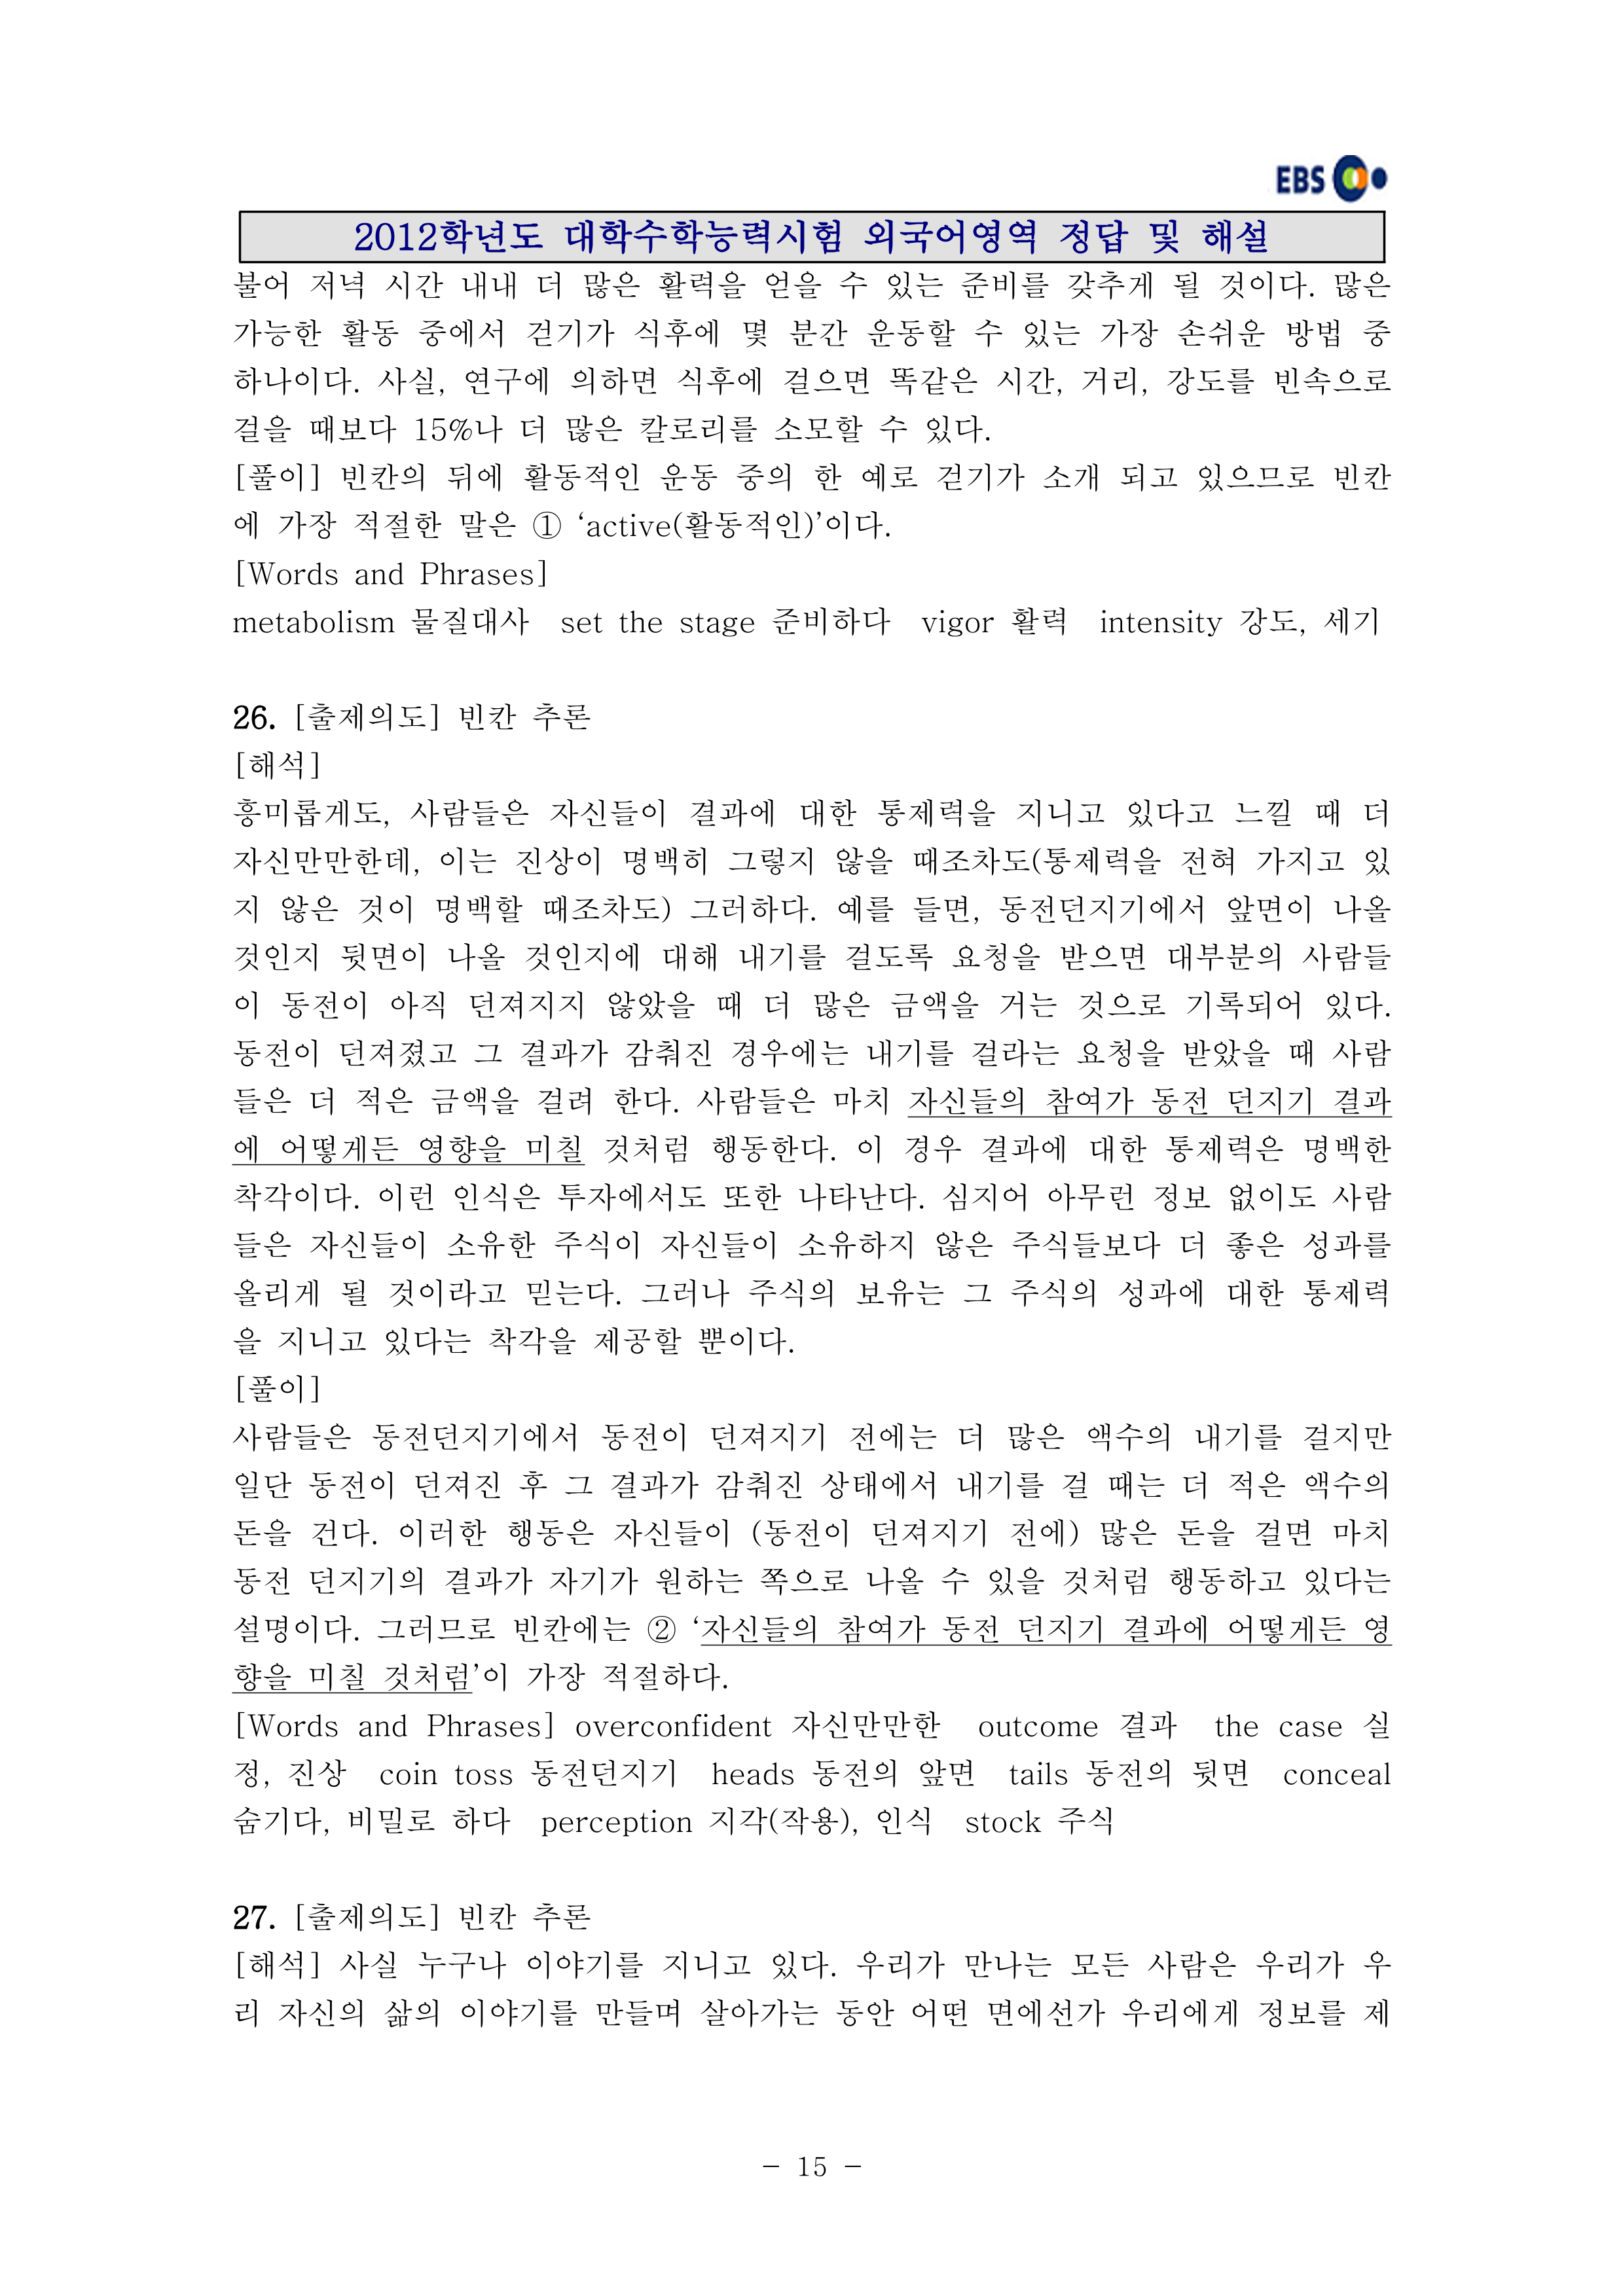 EBS
2012학년도 대학수학능력시험 외국어영역 정답 및 해설
불어 저녁 시간 내내 더 많은 활력을 얻을 수 있는 준비를 갖추게 될 것이다. 많은
가능한 활동 중에서 걷기가 식후에 몇 분간 운동할 수 있는 가장 손쉬운 방법 중
하나이다. 사실, 연구에 의하면 식후에 걸으면 똑같은 시간, 거리, 강도를 빈속으로
걸을 때보다 15%나 더 많은 칼로리를 소모할 수 있다.
[풀이] 빈칸의 뒤에 활동적인 운동 중의 한 예로 걷기가 소개 되고 있으므로 빈칸
에 가장 적절한 말은 ① ‘active(활동적인)’이다.
[Words and Phrases]
metabolism 물질대사 set the stage 준비하다 vigor 활력 intensity 강도, 세기
26. [출제의도] 빈칸 추론
[해석]
흥미롭게도, 사람들은 자신들이 결과에 대한 통제력을 지니고 있다고 느낄 때 더
자신만만한데, 이는 진상이 명백히 그렇지 않을 때조차도(통제력을 전혀 가지고 있
지 않은 것이 명백할 때조차도) 그러하다. 예를 들면, 동전던지기에서 앞면이 나올
것인지 뒷면이 나올 것인지에 대해 내기를 걸도록 요청을 받으면 대부분의 사람들
이 동전이 아직 던져지지 않았을 때 더 많은 금액을 거는 것으로 기록되어 있다.
동전이 던져졌고 그 결과가 감춰진 경우에는 내기를 걸라는 요청을 받았을 때 사람
들은 더 적은 금액을 걸려 한다. 사람들은 마치 자신들의 참여가 동전 던지기 결과
에 어떻게든 영향을 미칠 것처럼 행동한다. 이 경우 결과에 대한 통제력은 명백한
착각이다. 이런 인식은 투자에서도 또한 나타난다. 심지어 아무런 정보 없이도 사람
들은 자신들이 소유한 주식이 자신들이 소유하지 않은 주식들보다 더 좋은 성과를
올리게 될 것이라고 믿는다. 그러나 주식의 보유는 그 주식의 성과에 대한 통제력
을 지니고 있다는 착각을 제공할 뿐이다.
[풀이]
사람들은 동전던지기에서 동전이 던져지기 전에는 더 많은 액수의 내기를 걸지만
일단 동전이 던져진 후 그 결과가 감춰진 상태에서 내기를 걸 때는 더 적은 액수의
돈을 건다. 이러한 행동은 자신들이 (동전이 던져지기 전에) 많은 돈을 걸면 마치
동전 던지기의 결과가 자기가 원하는 쪽으로 나올 수 있을 것처럼 행동하고 있다는
설명이다. 그러므로 빈칸에는 ② ‘자신들의 참여가 동전 던지기 결과에 어떻게든 영
향을 미칠 것처럼’이 가장 적절하다.
[Words and Phrases] overconfident 자신만만한 outcome 결과 the case 실
정, 진상 coin toss 동전던지기 heads 동전의 앞면 tails 동전의 뒷면 conceal
숨기다, 비밀로 하다 perception 지각(작용), 인식 stock 주식
27. [출제의도] 빈칸 추론
[해석] 사실 누구나 이야기를 지니고 있다. 우리가 만나는 모든 사람은 우리가 우
리 자신의 삶의 이야기를 만들며 살아가는 동안 어떤 면에선가 우리에게 정보를 제
- 15 -